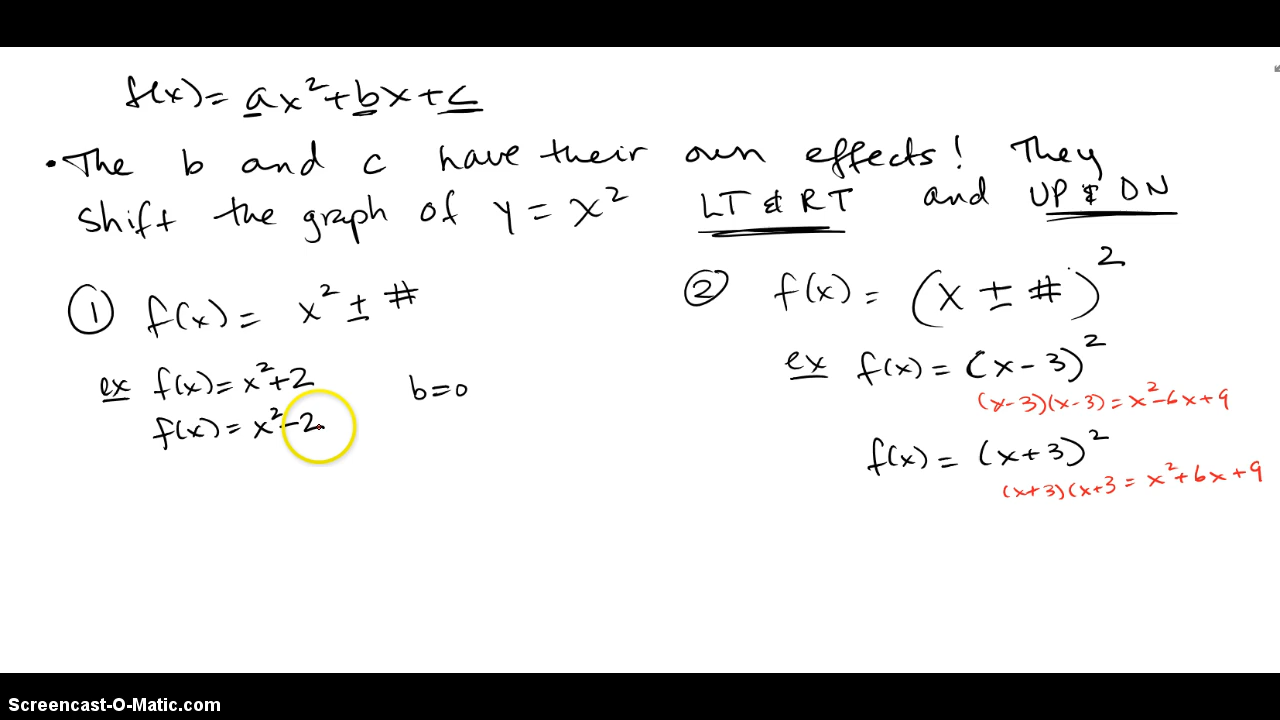 f(x) = ax²+bx+c
• The b and c have their own effects! They
shift the graph of y = x² LT & RT and UP & DN
① f(x) = x² ± #
ex f(x) = x²+2 b=0
f(x) = x²-2
② f(x) = (x ± #)²
ex f(x) = (x-3)²
(x-3)(x-3) = x²-6x+9
f(x) = (x+3)²
(x+3)(x+3 = x²+6x+9
Screencast-O-Matic.com